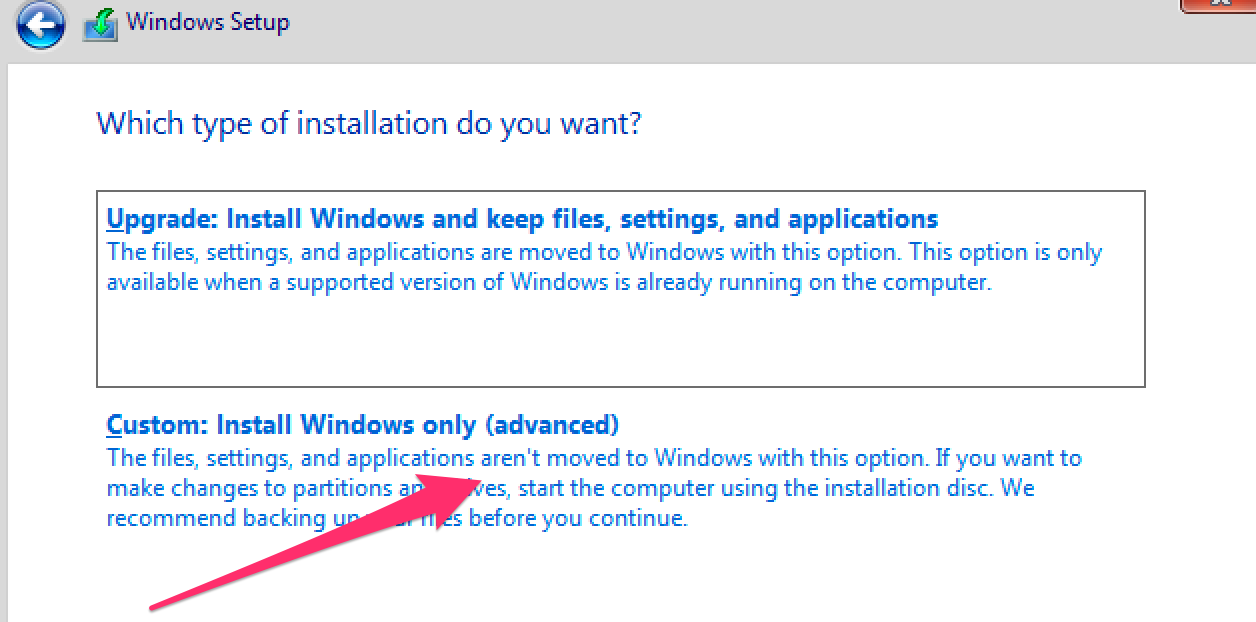 Windows Setup
Which type of installation do you want?
Upgrade: Install Windows and keep files, settings, and applications
The files, settings, and applications are moved to Windows with this option. This option is only
available when a supported version of Windows is already running on the computer.
Custom: Install Windows only (advanced)
The files, settings, and applications aren't moved to Windows with this option. If you want to
make changes to partitions start the computer using the installation disc. We
recommend backing up files before you continue.